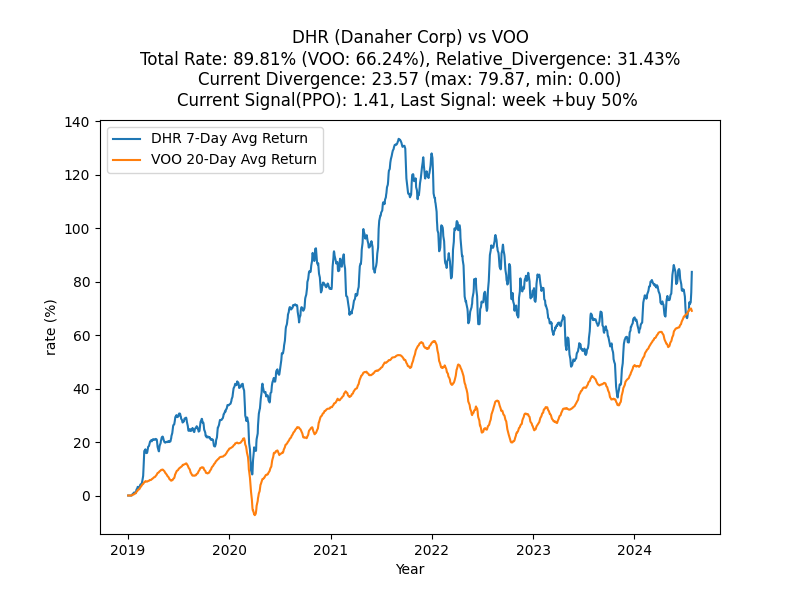 DHR (Danaher Corp) vs VOO
Total Rate: 89.81% (VOO: 66.24%), Relative_Divergence: 31.43%
Current Divergence: 23.57 (max: 79.87, min: 0.00)
Current Signal(PPO): 1.41, Last Signal: week +buy 50%
DHR 7-Day Avg Return
VOO 20-Day Avg Return
rate (%)
140
120
100
80
60
40
20
0
2019 2020 2021 2022 2023 2024
Year